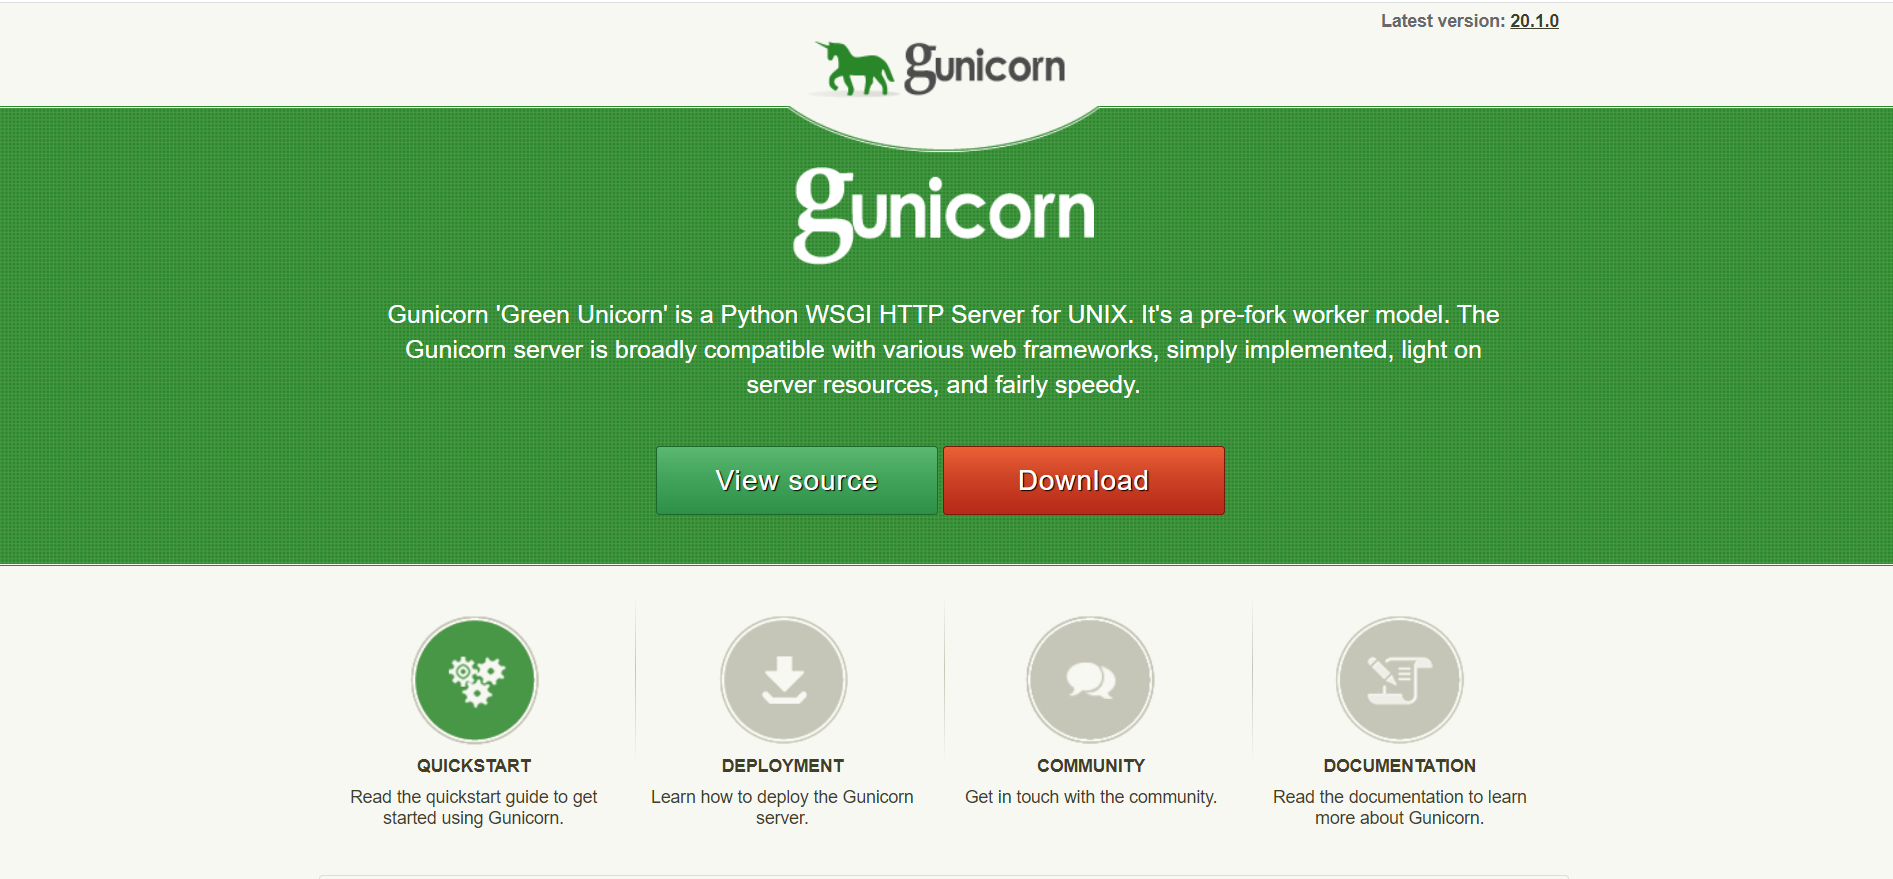 Latest version: 20.1.0
gunicorn
gunicorn
Gunicorn 'Green Unicorn' is a Python WSGI HTTP Server for UNIX. It's a pre-fork worker model. The
Gunicorn server is broadly compatible with various web frameworks, simply implemented, light on
server resources, and fairly speedy.
View source
Download
QUICKSTART
Read the quickstart guide to get
started using Gunicorn.
DEPLOYMENT
Learn how to deploy the Gunicorn
server.
COMMUNITY
Get in touch with the community.
DOCUMENTATION
Read the documentation to learn
more about Gunicorn.